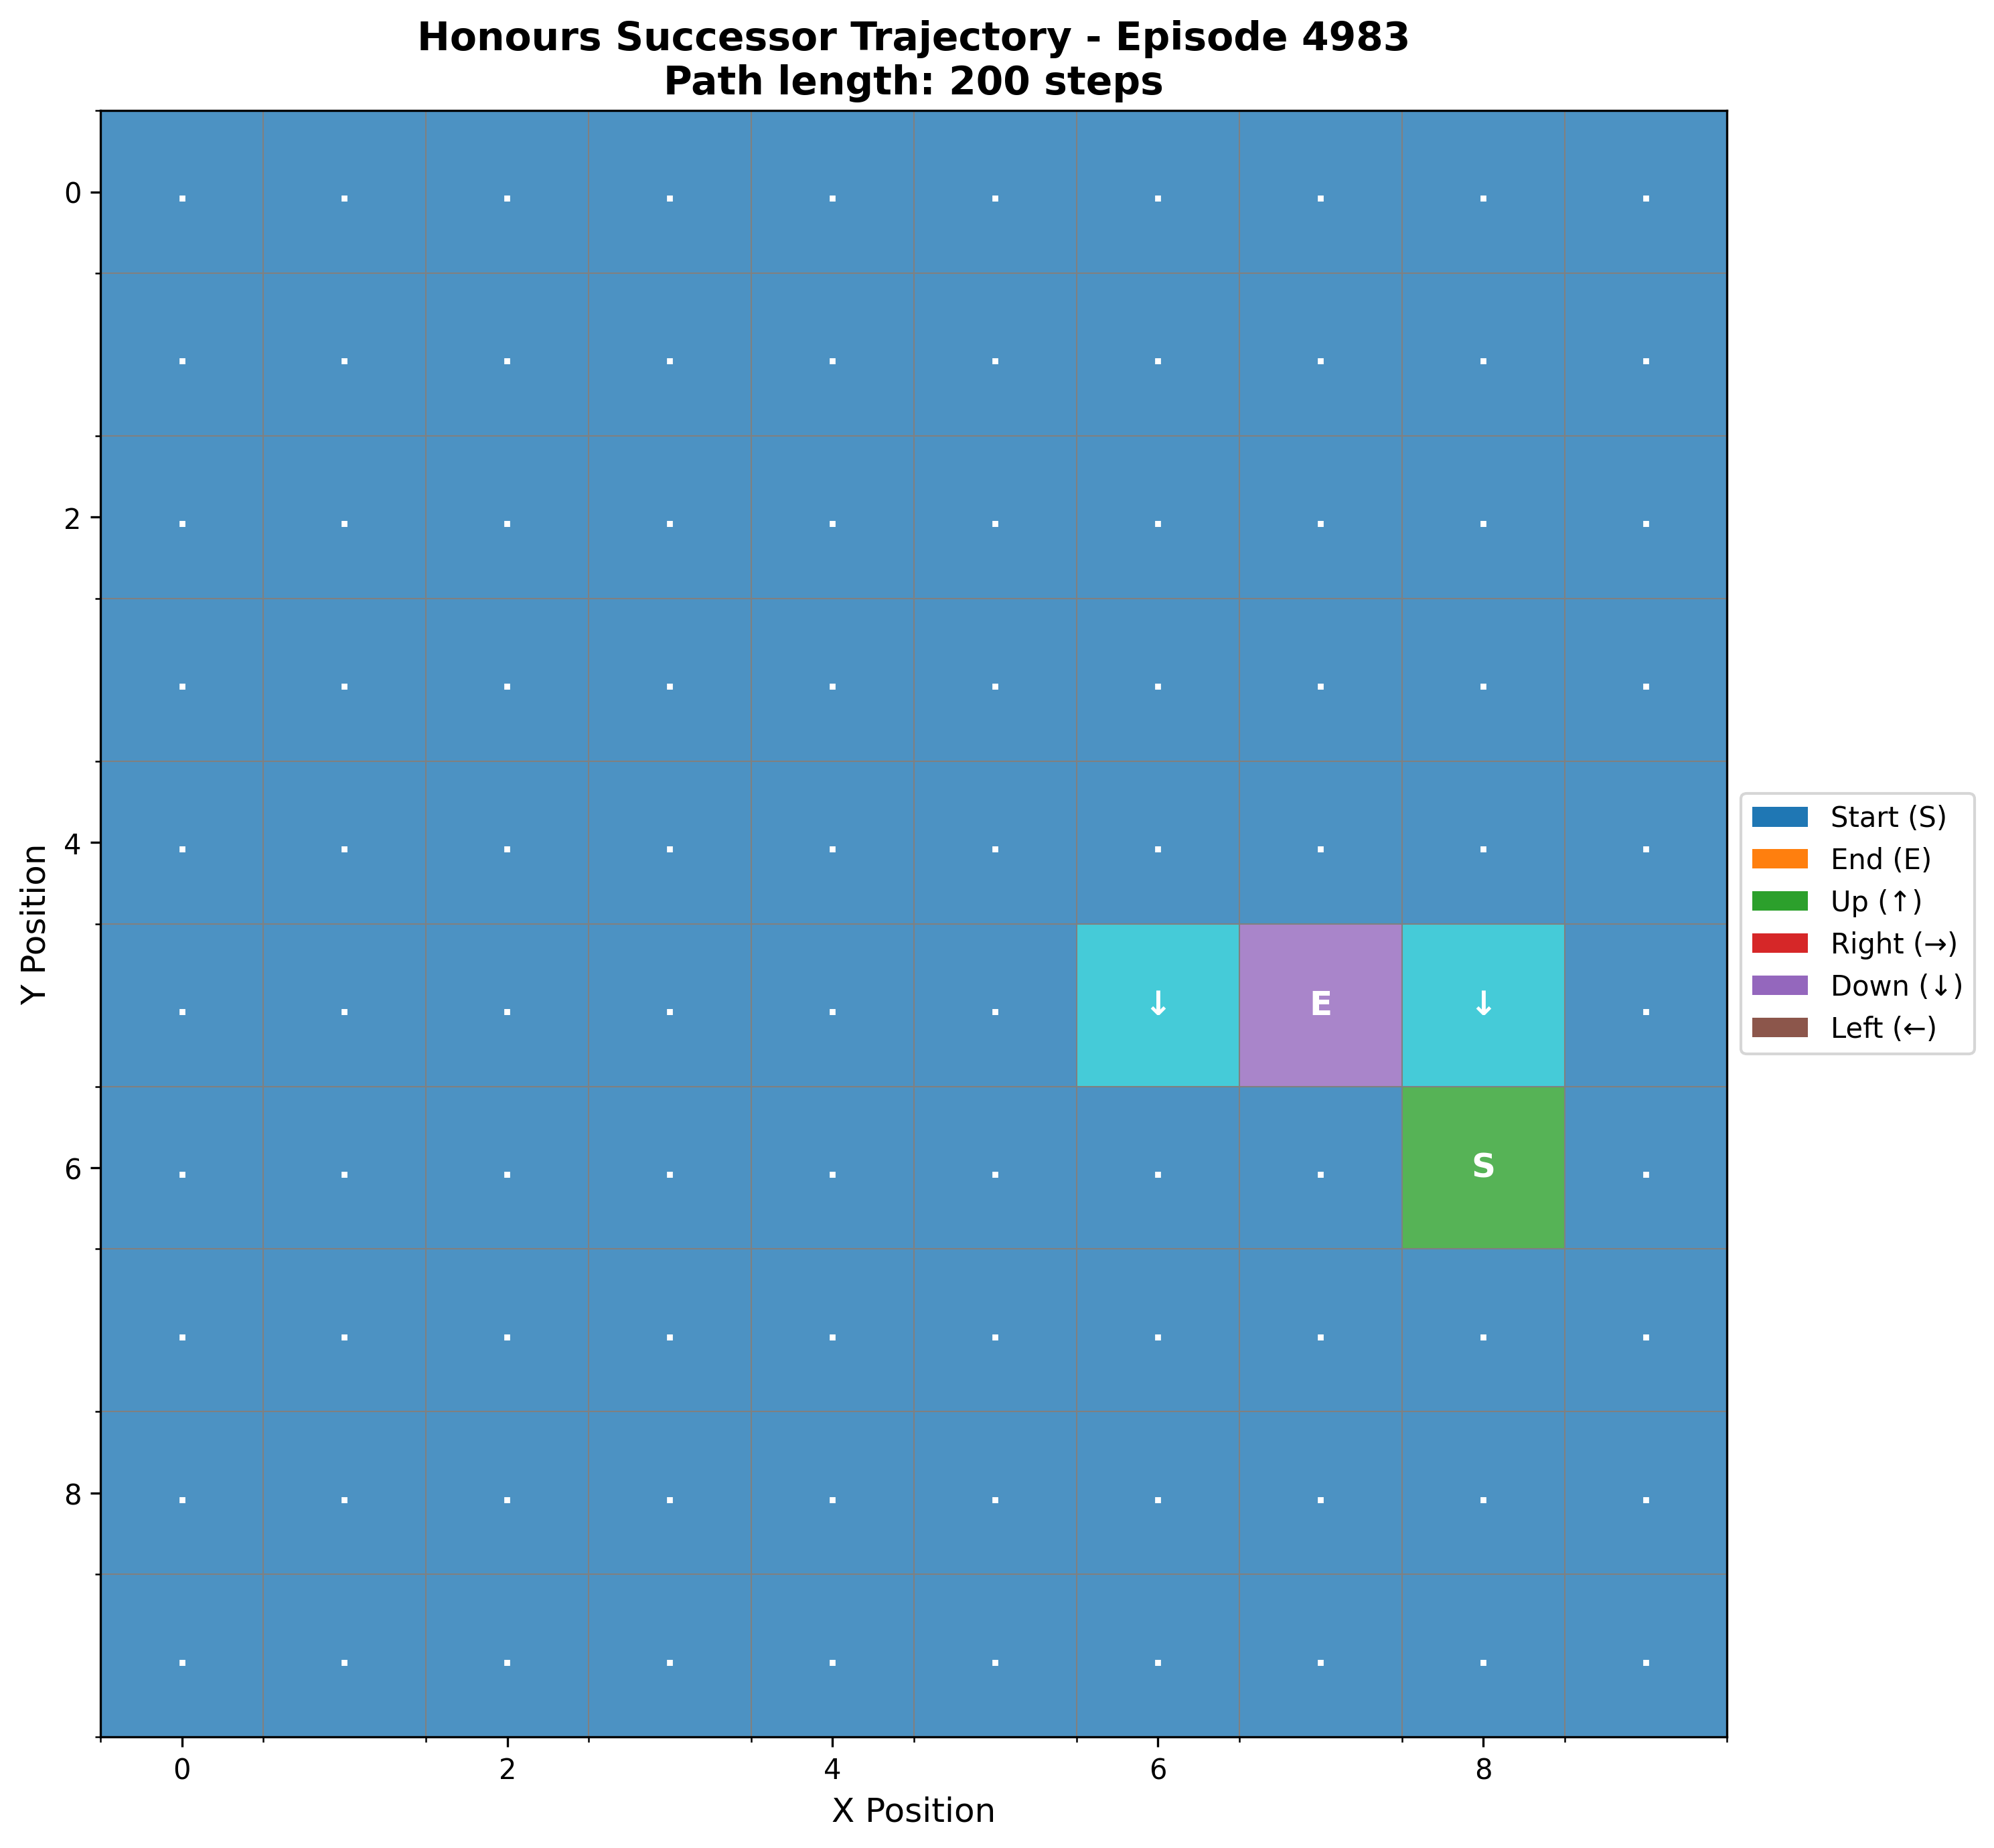 Honours Successor Trajectory - Episode 4983
Path length: 200 steps
Y Position
0
2
4
6
8
↓ E ↓
S
0 2 4 6 8
X Position
Start (S)
End (E)
Up (↑)
Right (→)
Down (↓)
Left (←)